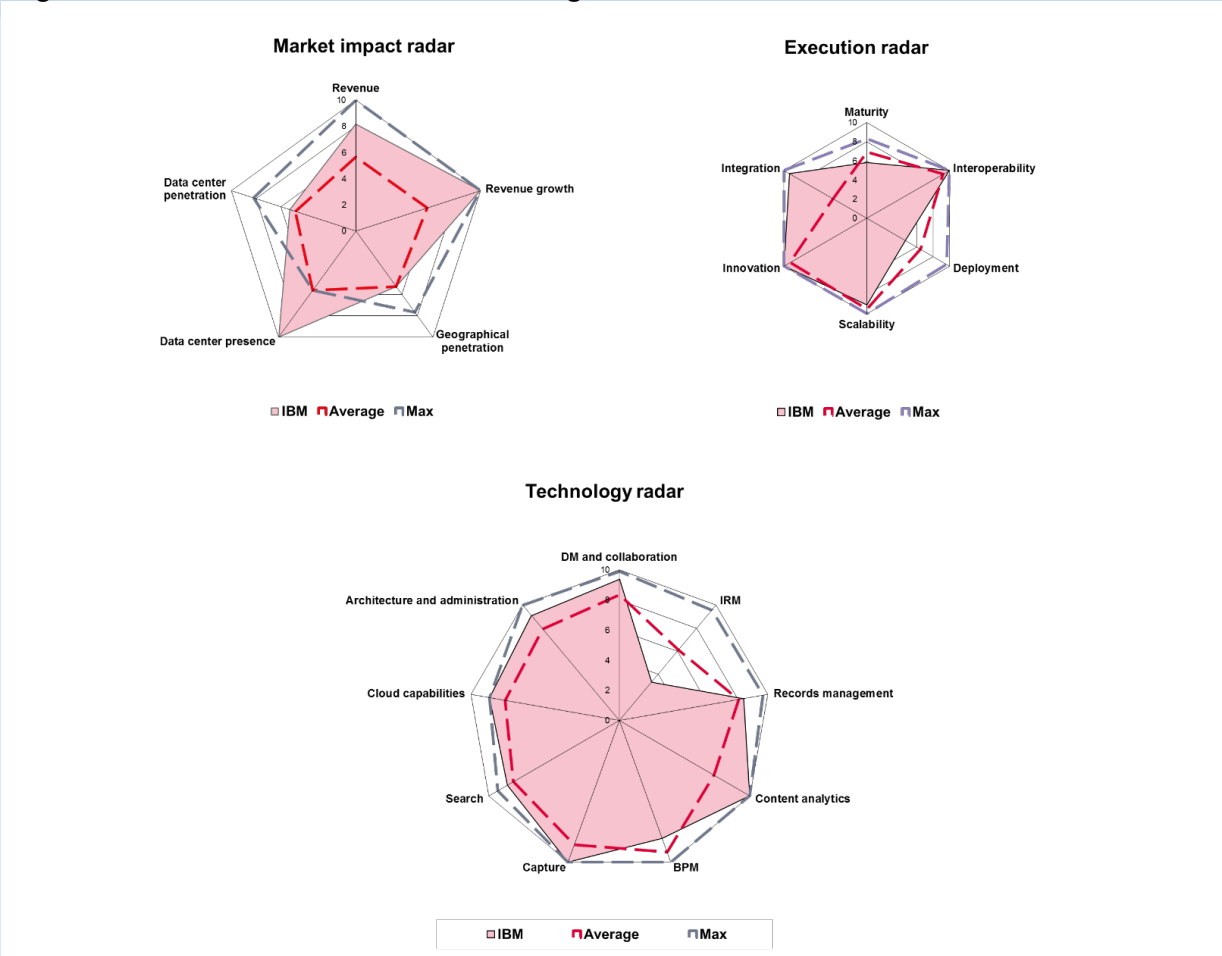 Market impact radar
Revenue
10
8
6
4
2
0
Revenue growth
Geographical
penetration
Data center presence
Data center
penetration
IBM Average Max
Execution radar
Maturity
10
8
6
4
2
0
Interoperability
Deployment
Scalability
Innovation
Integration
IBM Average Max
Technology radar
DM and collaboration
10
8
6
4
2
0
IRM
Records management
Content analytics
BPM
Capture
Search
Cloud capabilities
Architecture and administration
IBM Average Max